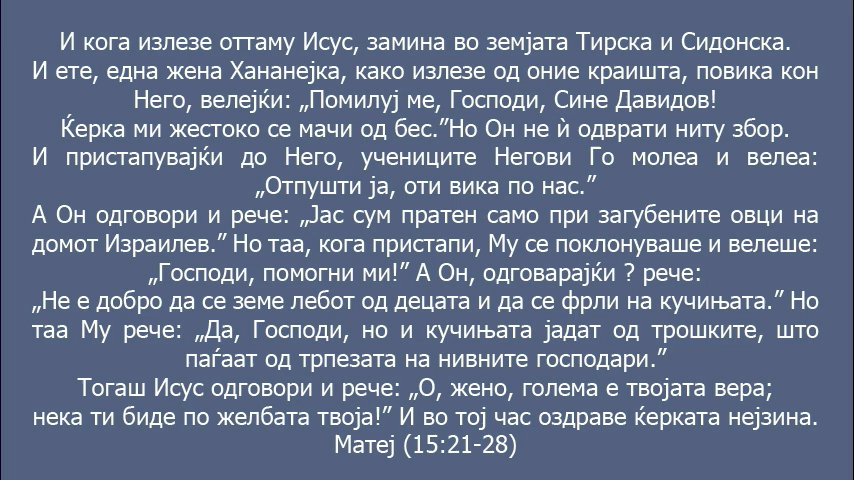 И кога излезе оттаму Исус, замина во земјата Тирска и Сидонска.
И ете, една жена Хананејка, како излезе од оние краишта, повика кон
Него, велејќи: „Помилуј ме, Господи, Сине Давидов!
Ќерка ми жестоко се мачи од бес.”Но Он не ѝ одврати ниту збор.
И пристапувајќи до Него, учениците Негови Го молеа и велеа:
„Отпушти ја, оти вика по нас.”
А Он одговори и рече: „Јас сум пратен само при загубените овци на
домот Израилев.” Но таа, кога пристапи, Му се поклонуваше и велеше:
„Господи, помогни ми!” А Он, одговарајќи ? рече:
„Не е добро да се земе лебот од децата и да се фрли на кучињата.” Но
таа Му рече: „Да, Господи, но и кучињата јадат од трошките, што
паѓаат од трпезата на нивните господари.”
Тогаш Исус одговори и рече: „О, жено, голема е твојата вера;
нека ти биде по желбата твоја!” И во тој час оздраве ќерката нејзина.
Матеј (15:21-28)